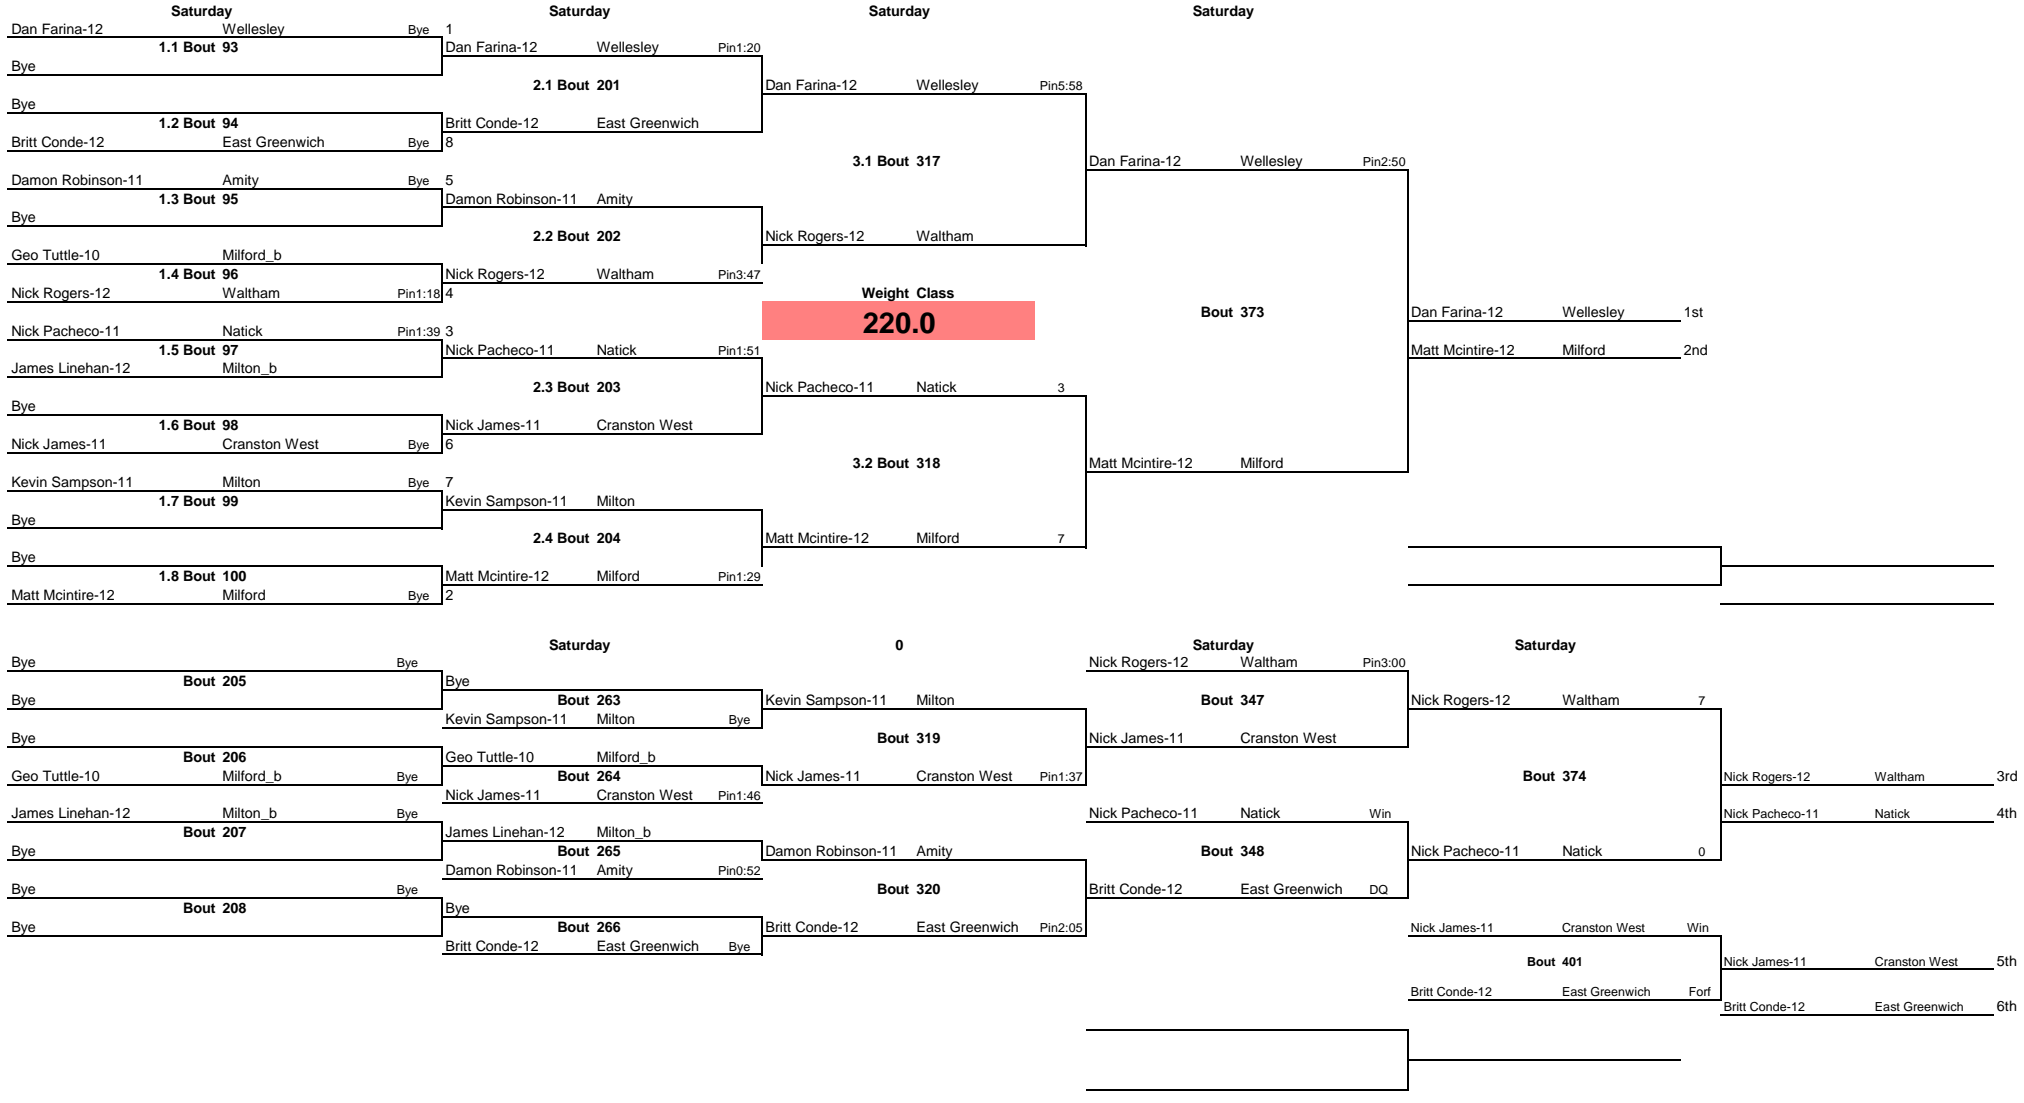 Saturday Saturday Saturday Saturday
Dan Farina-12 Wellesley Bye 1
1.1 Bout 93 Dan Farina-12 Wellesley Pin1:20
Bye
2.1 Bout 201 Dan Farina-12 Wellesley Pin5:58
Bye
1.2 Bout 94 Britt Conde-12 East Greenwich
Britt Conde-12 East Greenwich Bye 8
3.1 Bout 317 Dan Farina-12 Wellesley Pin2:50
Damon Robinson-11 Amity Bye 5
1.3 Bout 95 Damon Robinson-11 Amity
Bye
2.2 Bout 202 Nick Rogers-12 Waltham
Geo Tuttle-10 Milford_b
1.4 Bout 96 Nick Rogers-12 Waltham Pin3:47
Nick Rogers-12 Waltham Pin1:18 4 Weight Class
220.0 Bout 373 Dan Farina-12 Wellesley 1st
Nick Pacheco-11 Natick Pin1:39 3
1.5 Bout 97 Nick Pacheco-11 Natick Pin1:51 Matt Mcintire-12 Milford 2nd
James Linehan-12 Milton_b
2.3 Bout 203 Nick Pacheco-11 Natick 3
Bye
1.6 Bout 98 Nick James-11 Cranston West
Nick James-11 Cranston West Bye 6
3.2 Bout 318 Matt Mcintire-12 Milford
Kevin Sampson-11 Milton Bye 7
1.7 Bout 99 Kevin Sampson-11 Milton
Bye
2.4 Bout 204 Matt Mcintire-12 Milford 7
Bye
1.8 Bout 100 Matt Mcintire-12 Milford Pin1:29
Matt Mcintire-12 Milford Bye 2
Saturday 0 Saturday Saturday
Bye Bye Nick Rogers-12 Waltham Pin3:00
Bout 205 Bye
Bye Bout 263 Kevin Sampson-11 Milton Bout 347 Nick Rogers-12 Waltham 7
Kevin Sampson-11 Milton Bye
Bye Bout 319 Nick James-11 Cranston West
Bout 206 Geo Tuttle-10 Milford_b
Geo Tuttle-10 Milford_b Bye Bout 264 Nick James-11 Cranston West Pin1:37 Bout 374 Nick Rogers-12 Waltham 3rd
Nick James-11 Cranston West Pin1:46
James Linehan-12 Milton_b Bye Nick Pacheco-11 Natick Win Nick Pacheco-11 Natick 4th
Bout 207 James Linehan-12 Milton_b
Bye Bout 265 Damon Robinson-11 Amity Bout 348 Nick Pacheco-11 Natick 0
Damon Robinson-11 Amity Pin0:52
Bye Bye Bout 320 Britt Conde-12 East Greenwich DQ
Bout 208 Bye
Bye Bout 266 Britt Conde-12 East Greenwich Pin2:05 Nick James-11 Cranston West Win
Britt Conde-12 East Greenwich Bye
Bout 401 Nick James-11 Cranston West 5th
Britt Conde-12 East Greenwich Forf
Britt Conde-12 East Greenwich 6th